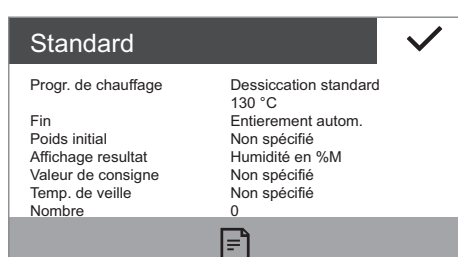 Standard
Progr. de chauffage Dessiccation standard
130 °C
Fin Entierement autom.
Poids initial Non spécifié
Affichage resultat Humidité en %M
Valeur de consigne Non spécifié
Temp. de veille Non spécifié
Nombre 0